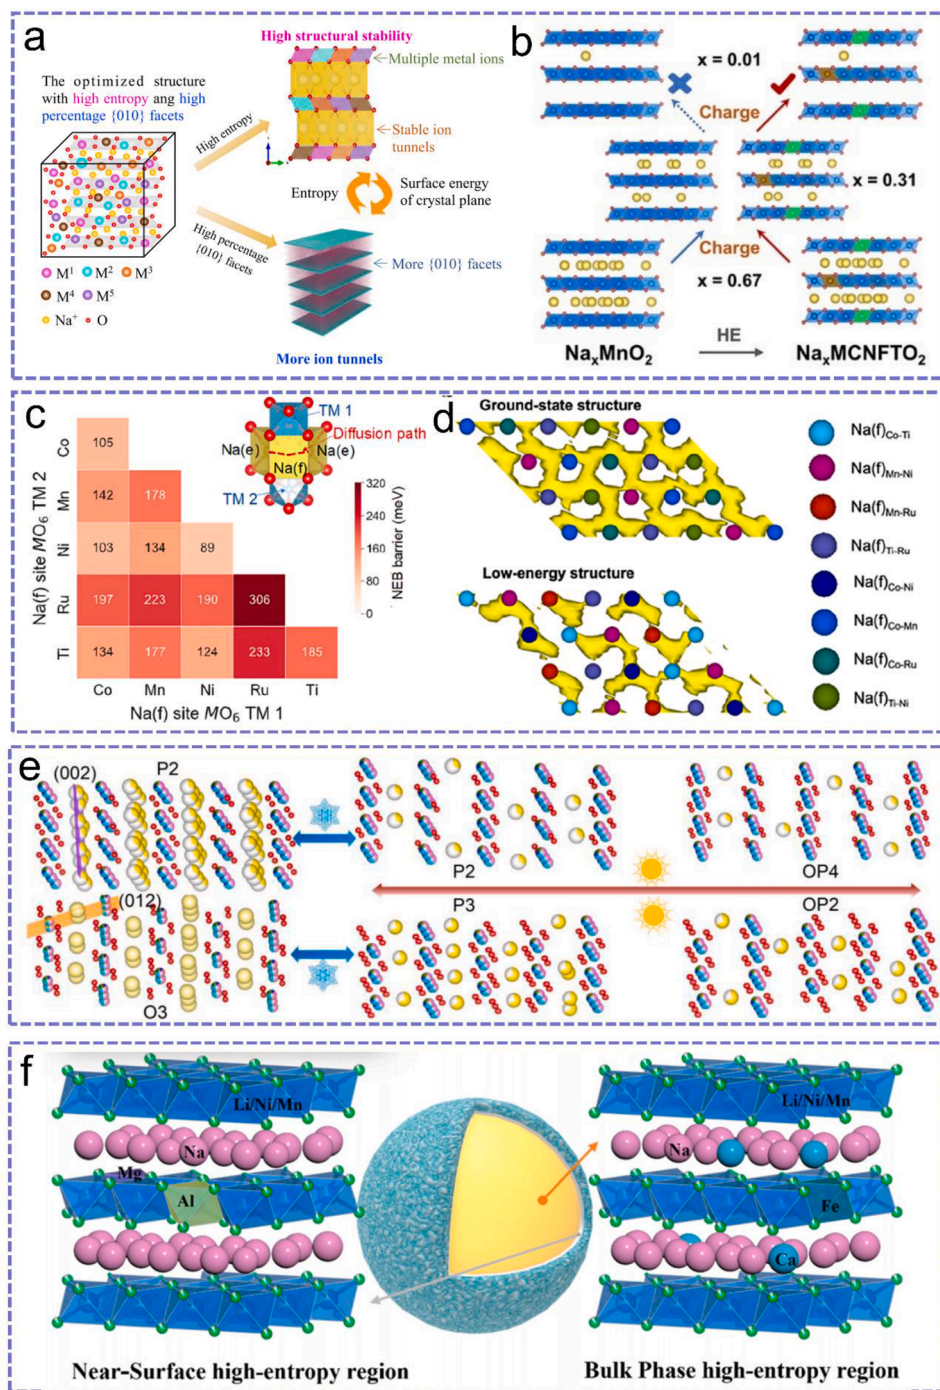 a
High structural stability
Multiple metal ions
The optimized structure
with high entropy ang high
percentage {010} facets
High entropy
Stable ion
tunnels
Entropy
Surface energy
of crystal plane
High percentage
{010} facets
More {010} facets
M¹ M² M³
M⁴ M⁵
Na⁺ O
More ion tunnels
b
x = 0.01
Charge
x = 0.31
Charge
x = 0.67
NaₓMnO₂
HE
NaₓMCNFTO₂
c
Na(f) site MO₆ TM 2
Co 105
Mn 142 178
Ni 103 134 89
Ru 197 223 190 306
Ti 134 177 124 233 185
Co Mn Ni Ru Ti
Na(f) site MO₆ TM 1
TM 1
Diffusion path
Na(e) Na(e)
Na(f)
TM 2
320
240
160
80
0
NEB barrier (meV)
d
Ground-state structure
Low-energy structure
Na(f)Co-Ti
Na(f)Mn-Ni
Na(f)Mn-Ru
Na(f)Ti-Ru
Na(f)Co-Ni
Na(f)Co-Mn
Na(f)Co-Ru
Na(f)Ti-Ni
e
(002) P2
P2
OP4
(012)
P3
OP2
O3
f
Li/Ni/Mn
Na
Mg
Al
Near-Surface high-entropy region
Li/Ni/Mn
Na
Fe
Ca
Bulk Phase high-entropy region